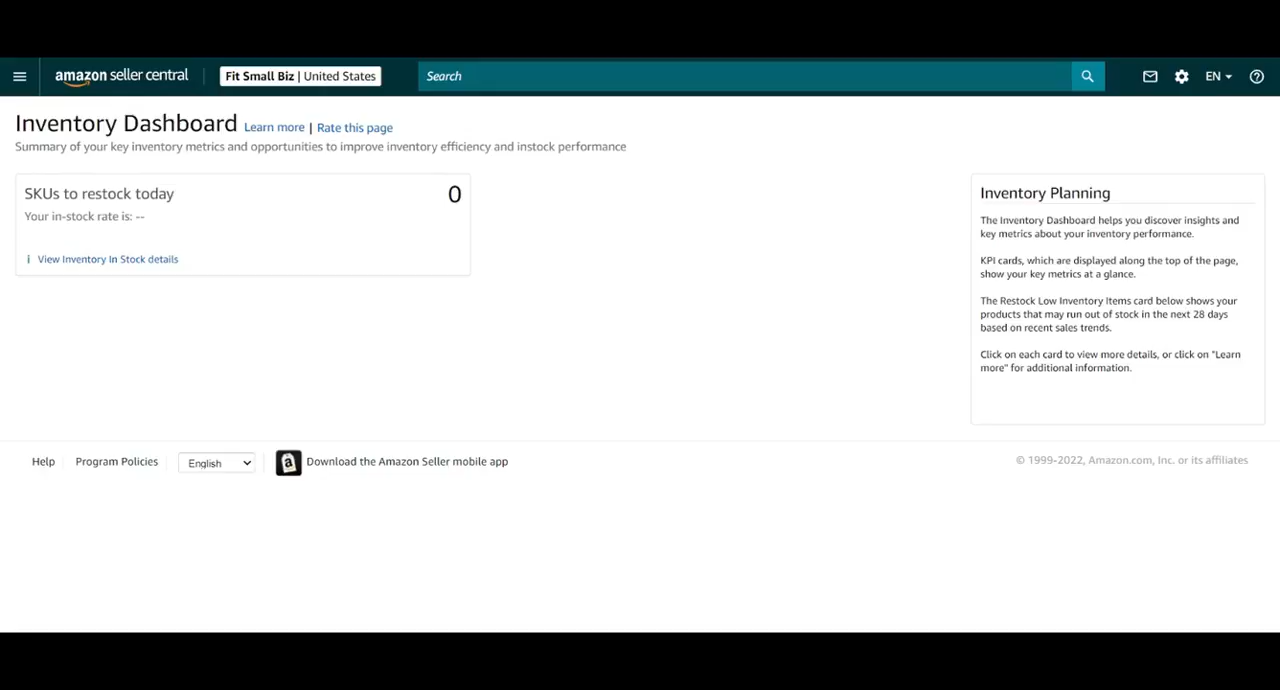 amazon seller central
Fit Small Biz | United States
Search
EN
Inventory Dashboard Learn more | Rate this page
Summary of your key inventory metrics and opportunities to improve inventory efficiency and instock performance
SKUs to restock today
0
Your in-stock rate is: --
View Inventory In Stock details
Inventory Planning
The Inventory Dashboard helps you discover insights and
key metrics about your inventory performance.
KPI cards, which are displayed along the top of the page,
show your key metrics at a glance.
The Restock Low Inventory Items card below shows your
products that may run out of stock in the next 28 days
based on recent sales trends.
Click on each card to view more details, or click on "Learn
more" for additional information.
Help
Program Policies
English
Download the Amazon Seller mobile app
© 1999-2022, Amazon.com, Inc. or its affiliates